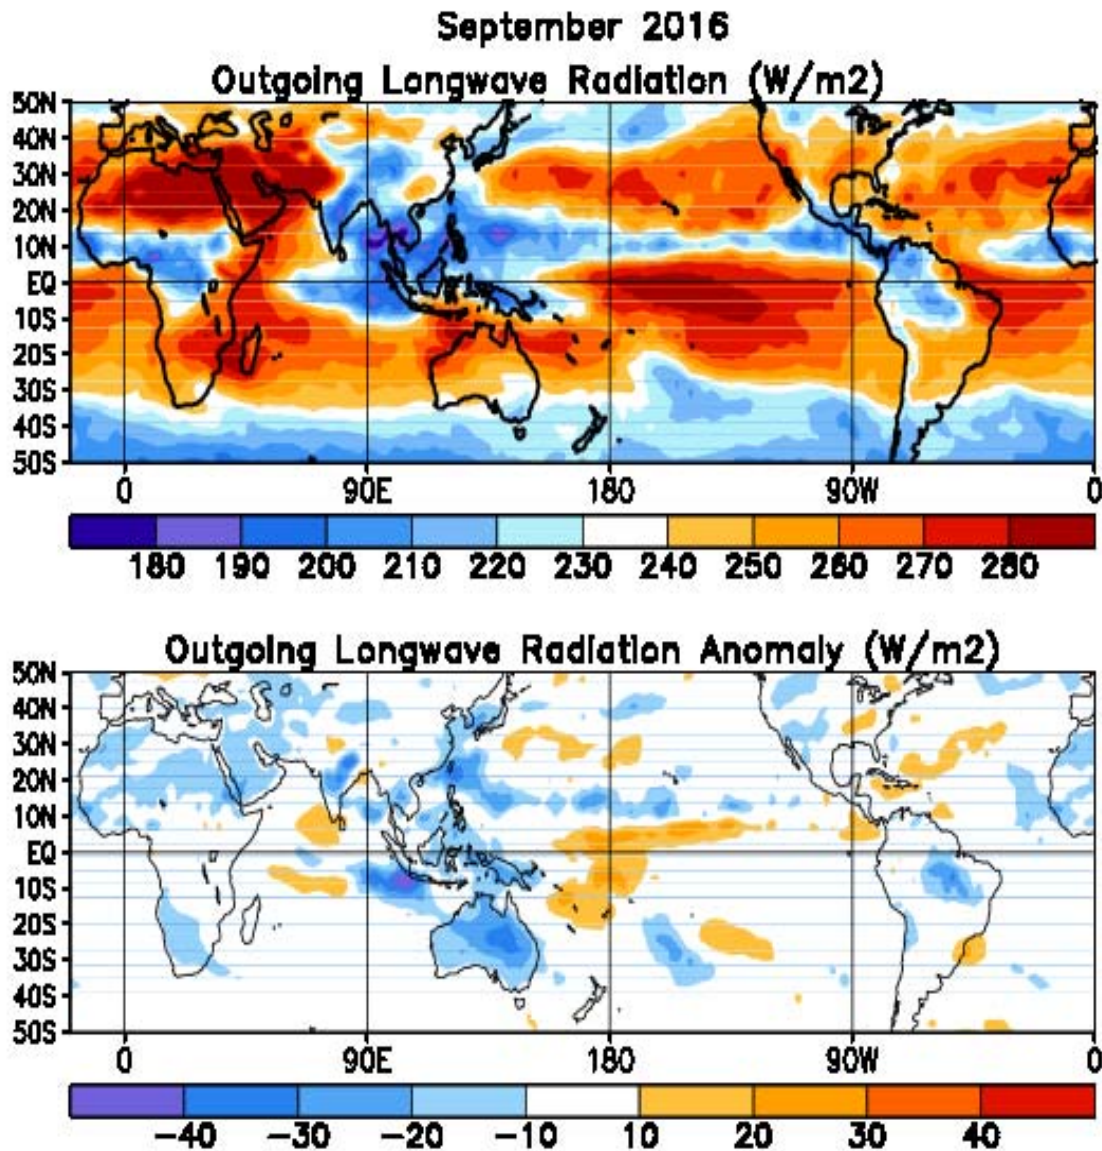 September 2016
Outgoing Longwave Radiation (W/m2)
50N
40N
30N
20N
10N
EQ
10S
20S
30S
40S
50S
0 90E 180 90W 0
180 190 200 210 220 230 240 250 260 270 280
Outgoing Longwave Radiation Anomaly (W/m2)
50N
40N
30N
20N
10N
EQ
10S
20S
30S
40S
50S
0 90E 180 90W 0
-40 -30 -20 -10 10 20 30 40